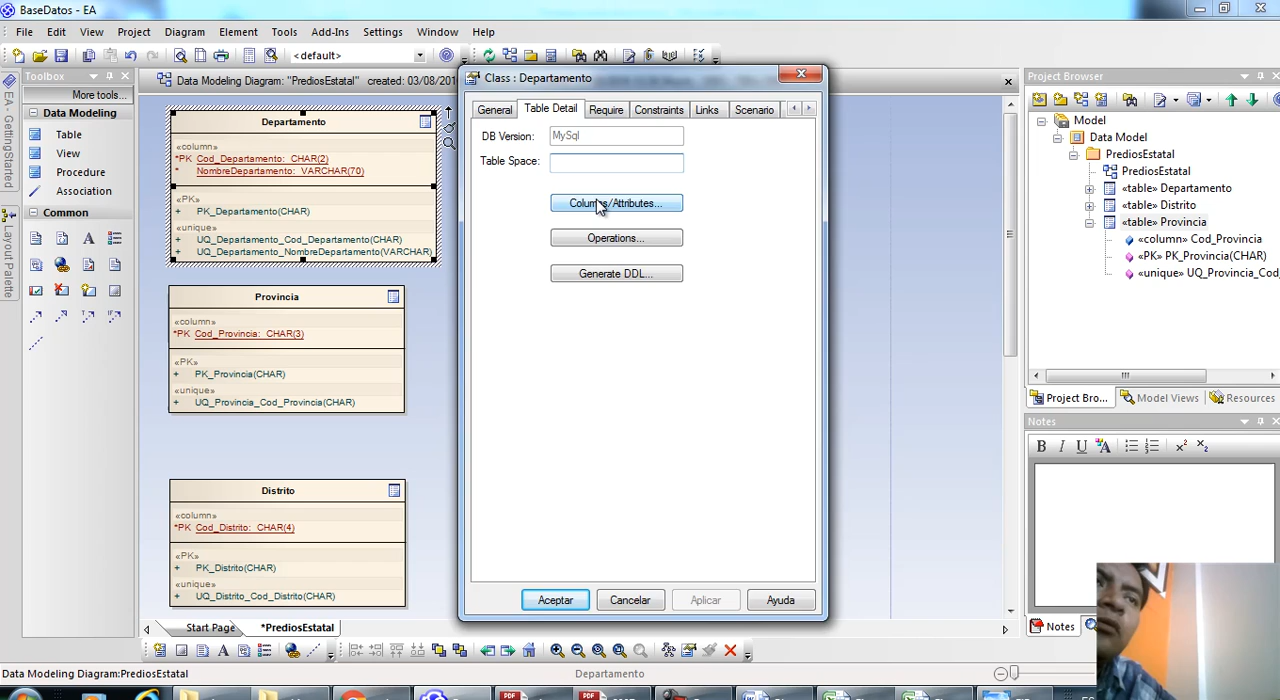 BaseDatos - EA
File Edit View Project Diagram Element Tools Add-Ins Settings Window Help
<default>
Toolbox
More tools...
Data Modeling
Table
View
Procedure
Association
Common
EA - GettingStarted
Layout Palette
Data Modeling Diagram: "PrediosEstatal" created: 03/08/201
Departamento
«column»
*PK Cod_Departamento: CHAR(2)
* NombreDepartamento: VARCHAR(70)
«PK»
+ PK_Departamento(CHAR)
«unique»
+ UQ_Departamento_Cod_Departamento(CHAR)
+ UQ_Departamento_NombreDepartamento(VARCHAR)
Provincia
«column»
*PK Cod_Provincia: CHAR(3)
«PK»
+ PK_Provincia(CHAR)
«unique»
+ UQ_Provincia_Cod_Provincia(CHAR)
Distrito
«column»
*PK Cod_Distrito: CHAR(4)
«PK»
+ PK_Distrito(CHAR)
«unique»
+ UQ_Distrito_Cod_Distrito(CHAR)
Start Page *PrediosEstatal
Class : Departamento
General Table Detail Require Constraints Links Scenario
DB Version: MySql
Table Space:
Columns/Attributes...
Operations...
Generate DDL...
Aceptar Cancelar Aplicar Ayuda
Project Browser
Model
Data Model
PrediosEstatal
PrediosEstatal
«table» Departamento
«table» Distrito
«table» Provincia
«column» Cod_Provincia
«PK» PK_Provincia(CHAR)
«unique» UQ_Provincia_Cod
Project Bro... Model Views Resources
Notes
B I U A
Notes
Data Modeling Diagram:PrediosEstatal
Departamento